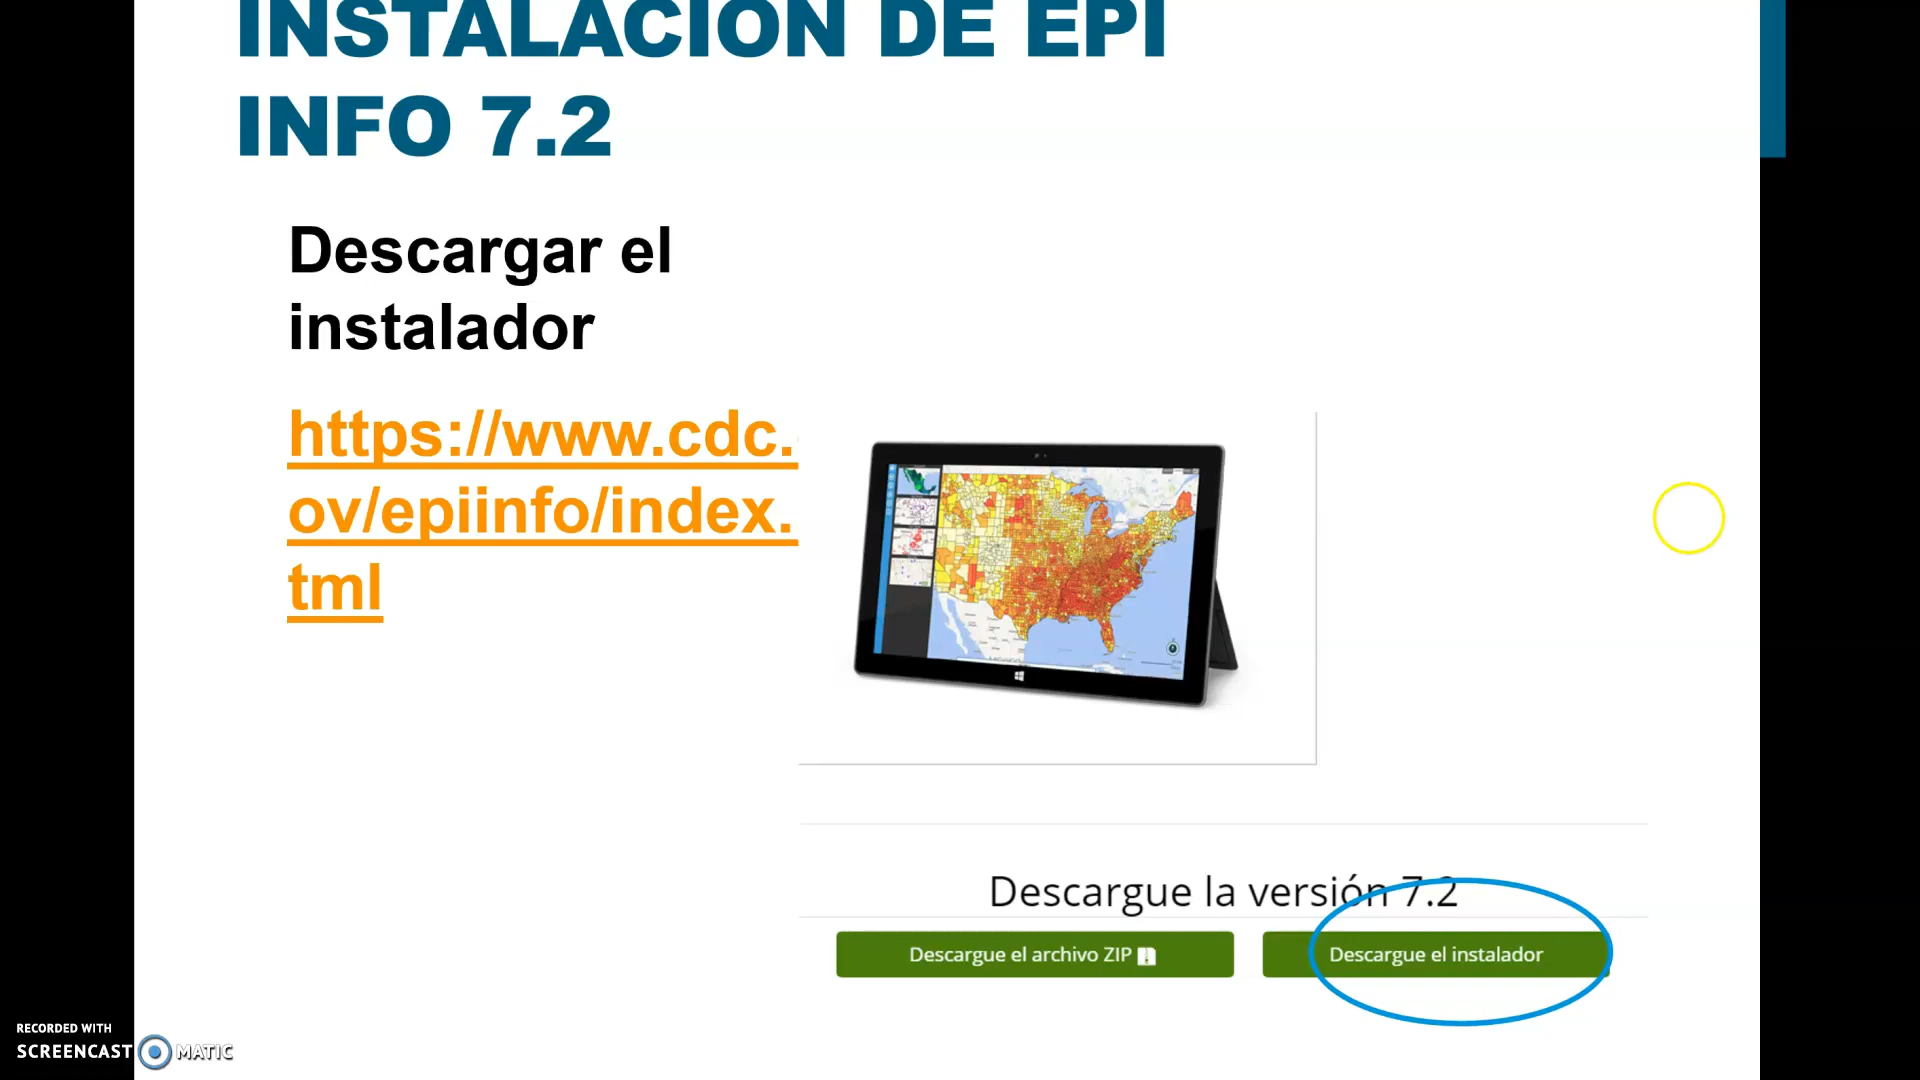 INSTALACIÓN DE EPI
INFO 7.2
Descargar el
instalador
https://www.cdc.
ov/epiinfo/index.
tml
Descargue la versión 7.2
Descargue el archivo ZIP
Descargue el instalador
RECORDED WITH
SCREENCAST MATIC